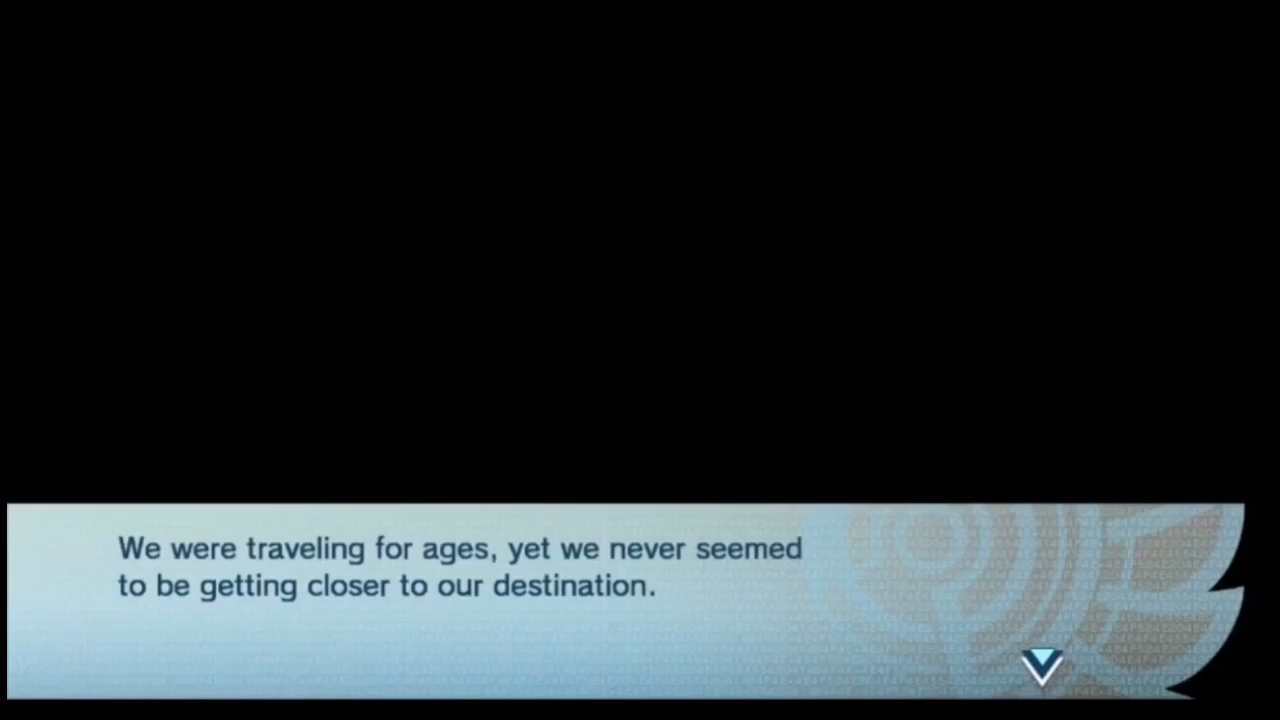 We were traveling for ages, yet we never seemed
to be getting closer to our destination.